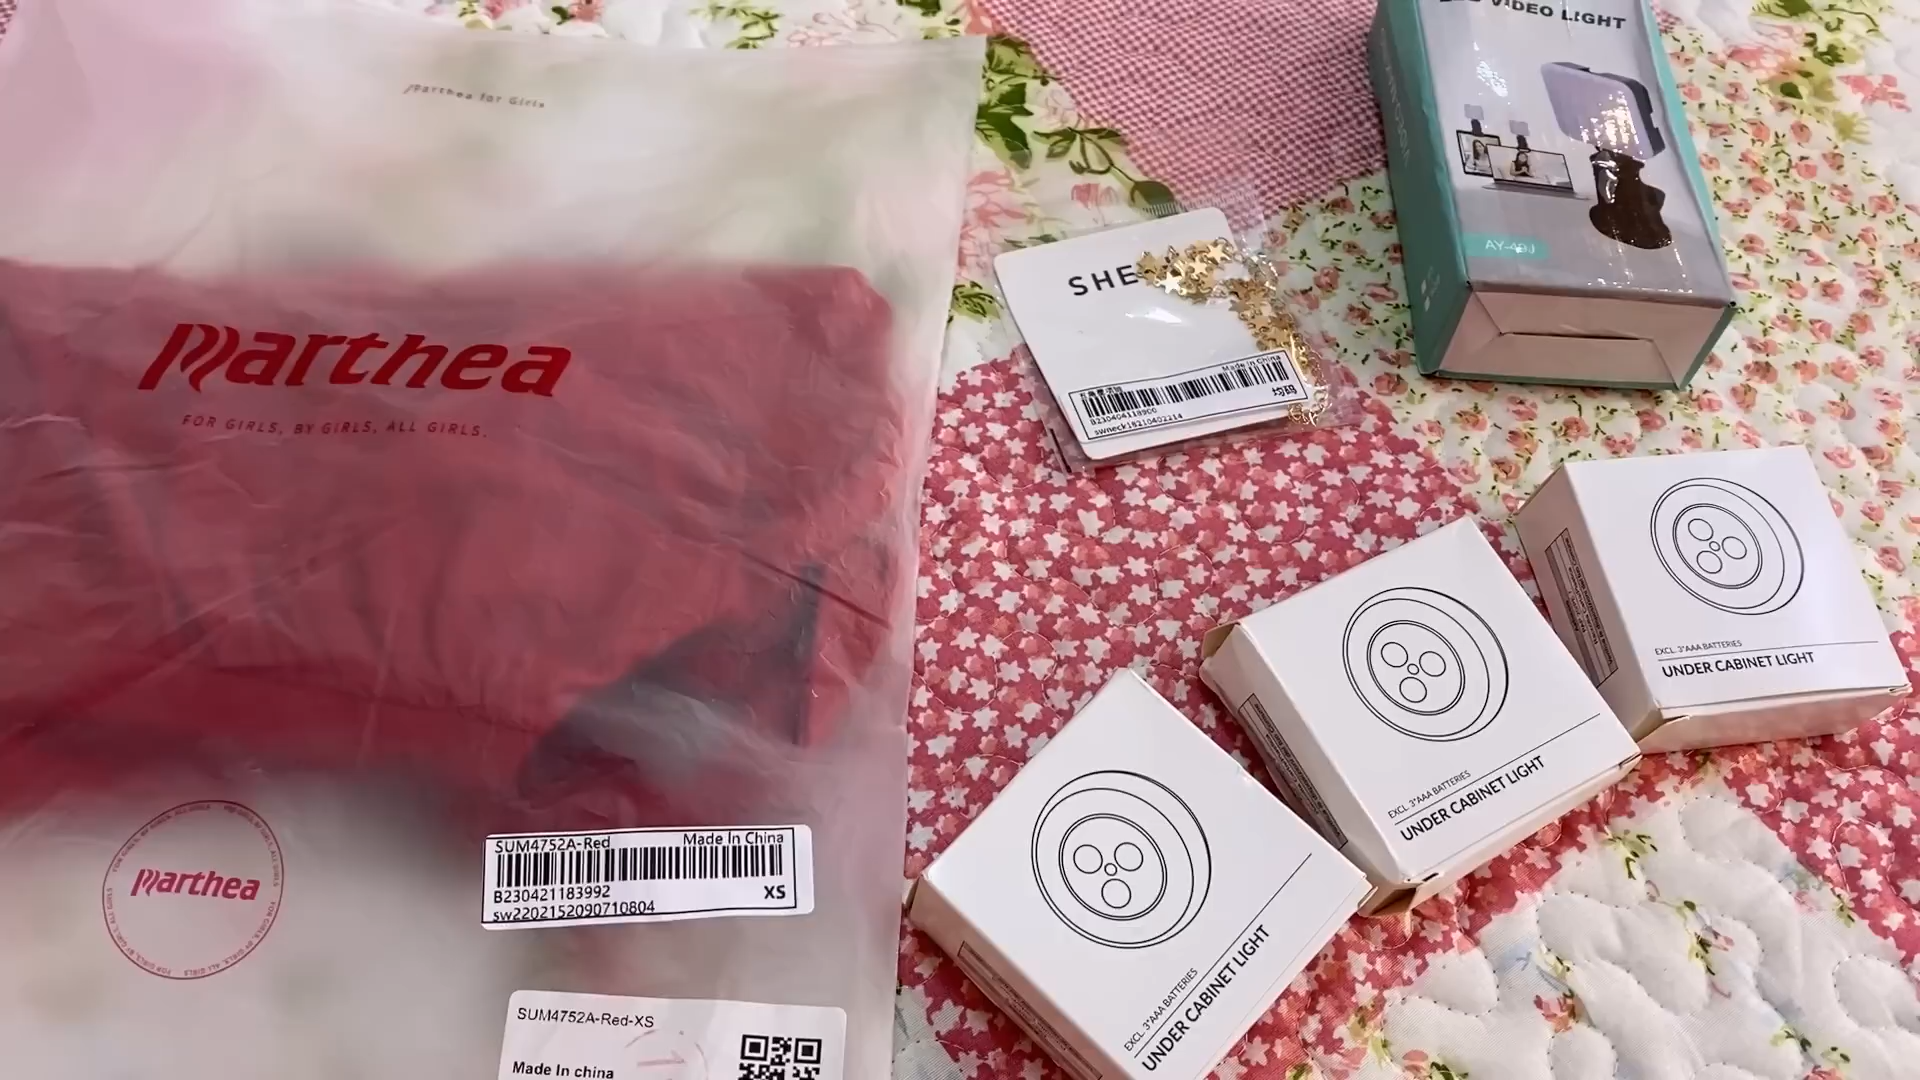 Parthea for Girls
Parthea
FOR GIRLS, BY GIRLS, ALL GIRLS.
Parthea
SUM4752A-Red Made In China
B230421183992
XS
sw2202152090710804
SUM4752A-Red-XS
Made In china
SHE
Made In China
均码
swneck18210402214
VIDEO LIGHT
EXCL. 3*AAA BATTERIES
UNDER CABINET LIGHT
EXCL. 3*AAA BATTERIES
UNDER CABINET LIGHT
EXCL. 3*AAA BATTERIES
UNDER CABINET LIGHT